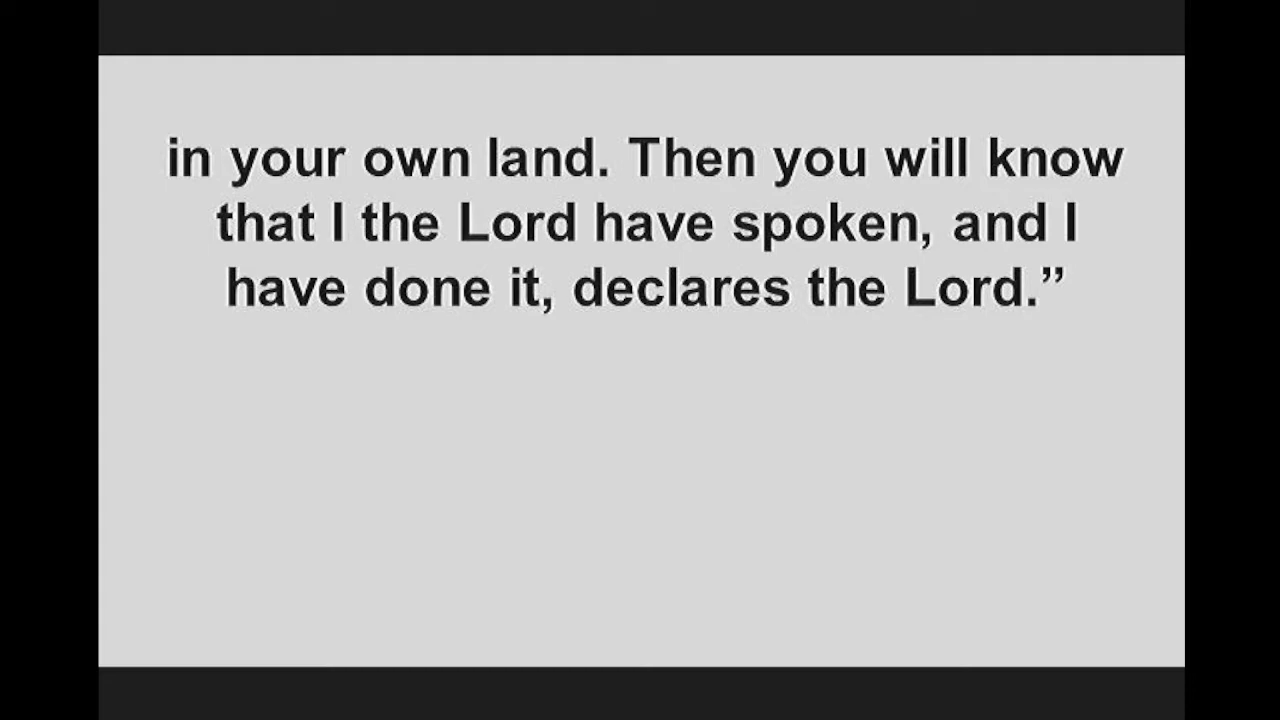 in your own land. Then you will know
that I the Lord have spoken, and I
have done it, declares the Lord.”